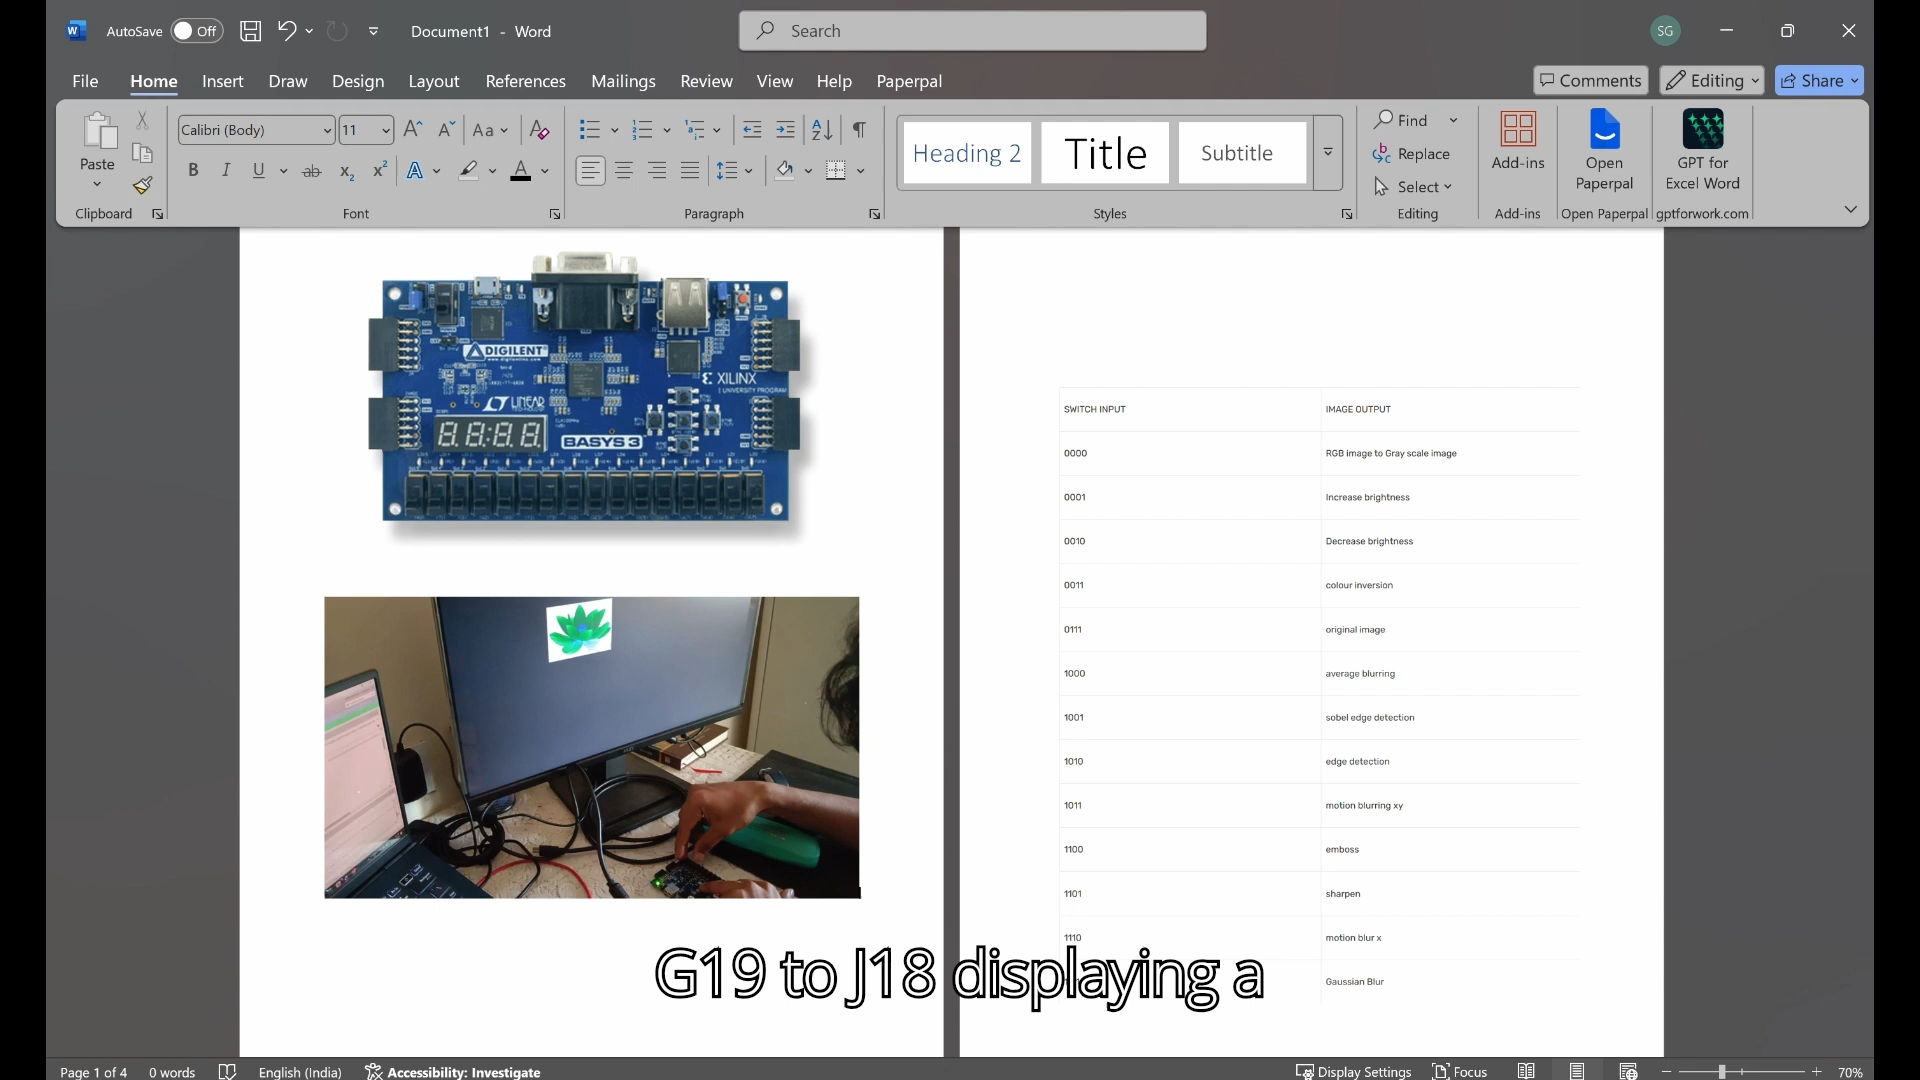 AutoSave Off Document1 - Word Search SG
File Home Insert Draw Design Layout References Mailings Review View Help Paperpal Comments Editing Share
Paste
Clipboard
Calibri (Body) 11 Aa
B I U ab x₂ x² A A
Font
Paragraph
Heading 2 Title Subtitle
Styles
Find
Replace
Select
Editing
Add-ins
Add-ins
Open
Paperpal
Open Paperpal
GPT for
Excel Word
gptforwork.com
DIGILENT
XILINX
UNIVERSITY PROGRAM
LINEAR
BASYS 3
SWITCH INPUT IMAGE OUTPUT
0000 RGB image to Gray scale image
0001 Increase brightness
0010 Decrease brightness
0011 colour inversion
0111 original image
1000 average blurring
1001 sobel edge detection
1010 edge detection
1011 motion blurring xy
1100 emboss
1101 sharpen
1110 motion blur x
Gaussian Blur
G19 to J18 displaying a
Page 1 of 4 0 words English (India) Accessibility: Investigate Display Settings Focus 70%